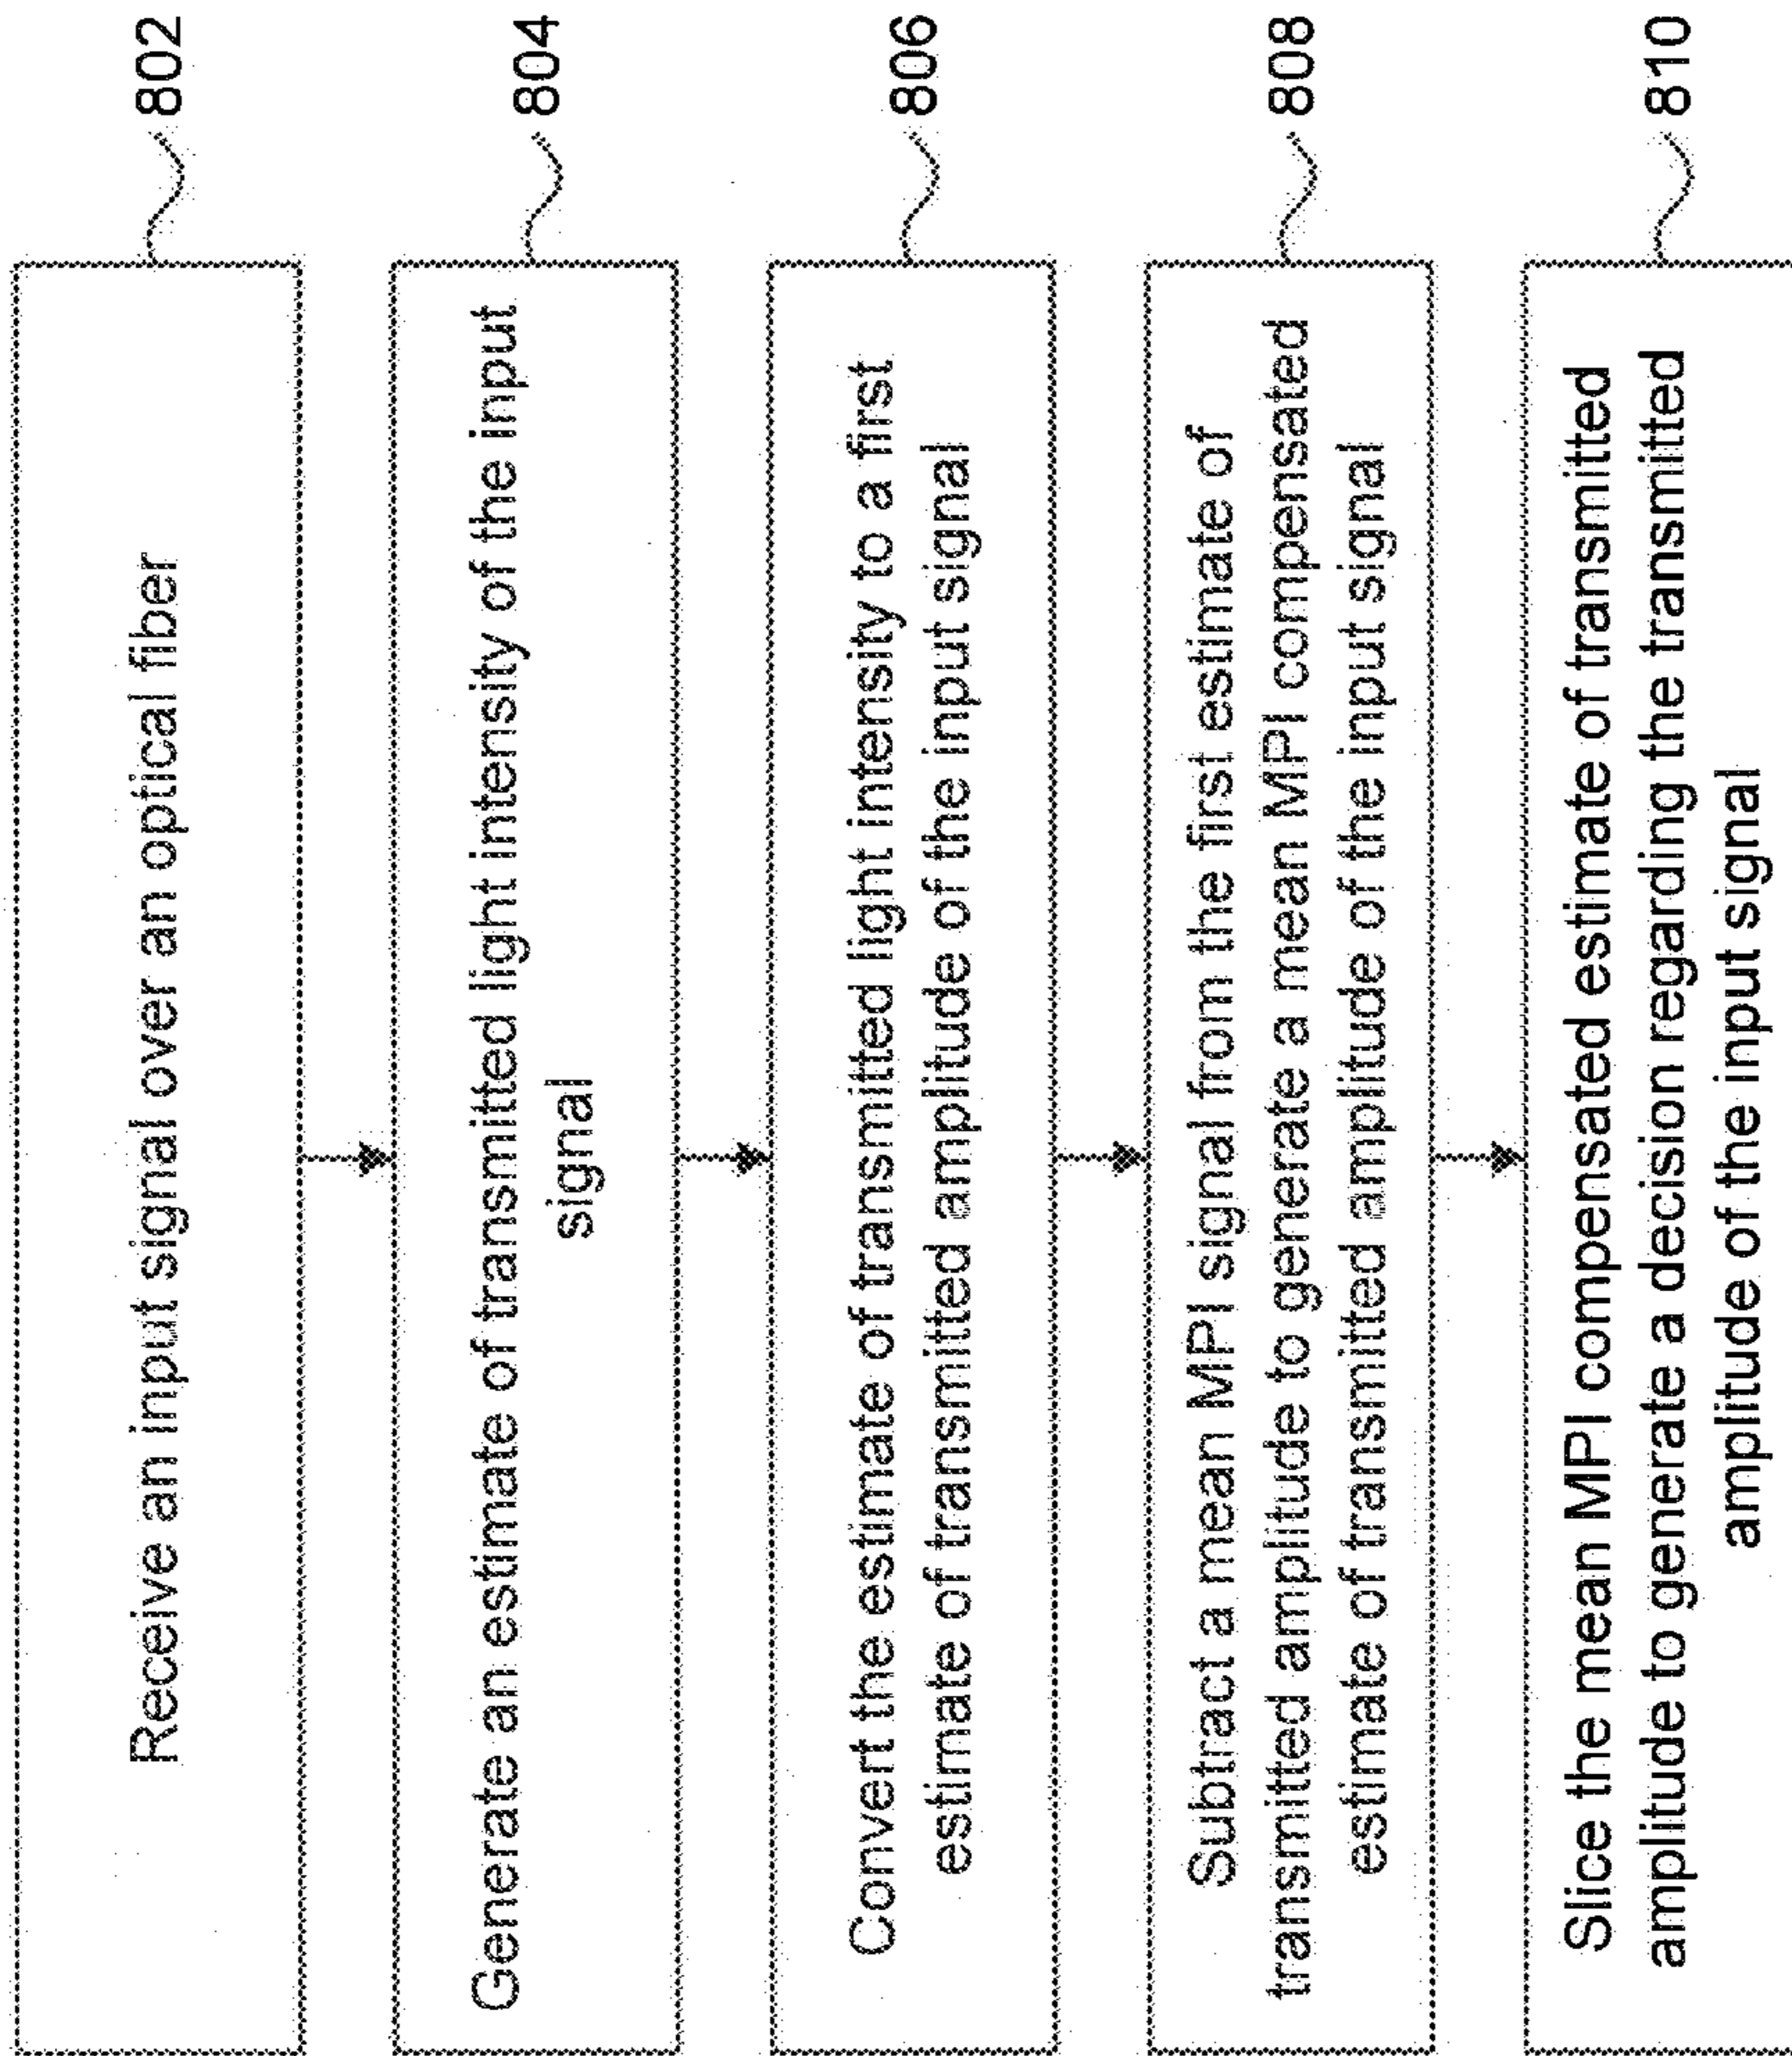 Receive an input signal over an optical fiber
802
Generate an estimate of transmitted light intensity of the input
signal
804
Convert the estimate of transmitted light intensity to a first
estimate of transmitted amplitude of the input signal
806
Subtract a mean MPI signal from the first estimate of
transmitted amplitude to generate a mean MPI compensated
estimate of transmitted amplitude of the input signal
808
Slice the mean MPI compensated estimate of transmitted
amplitude to generate a decision regarding the transmitted
amplitude of the input signal
810